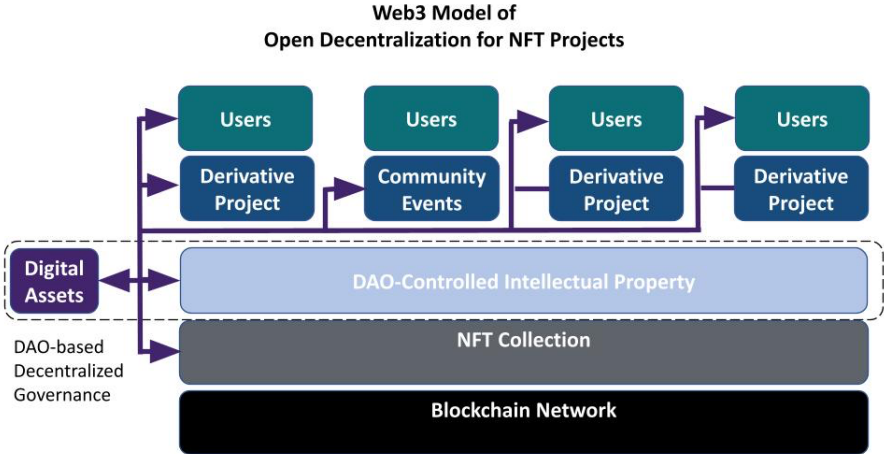 Web3 Model of
Open Decentralization for NFT Projects
Users
Users
Users
Users
Derivative
Project
Community
Events
Derivative
Project
Derivative
Project
Digital
Assets
DAO-Controlled Intellectual Property
DAO-based
Decentralized
Governance
NFT Collection
Blockchain Network